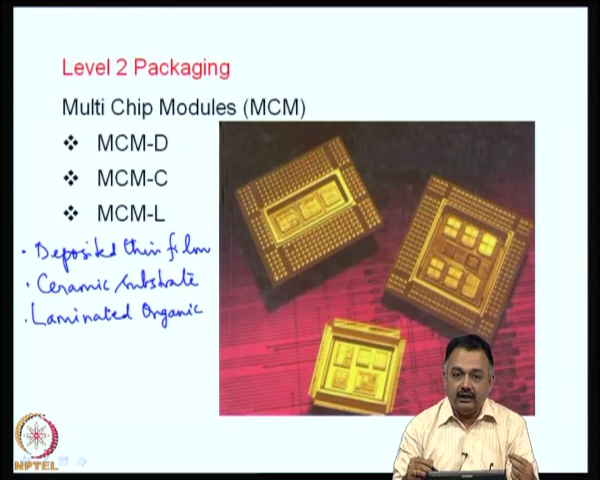 Level 2 Packaging
Multi Chip Modules (MCM)
❖ MCM-D
❖ MCM-C
❖ MCM-L
· Deposited thin film
· Ceramic substrate
· Laminated Organic
NPTEL